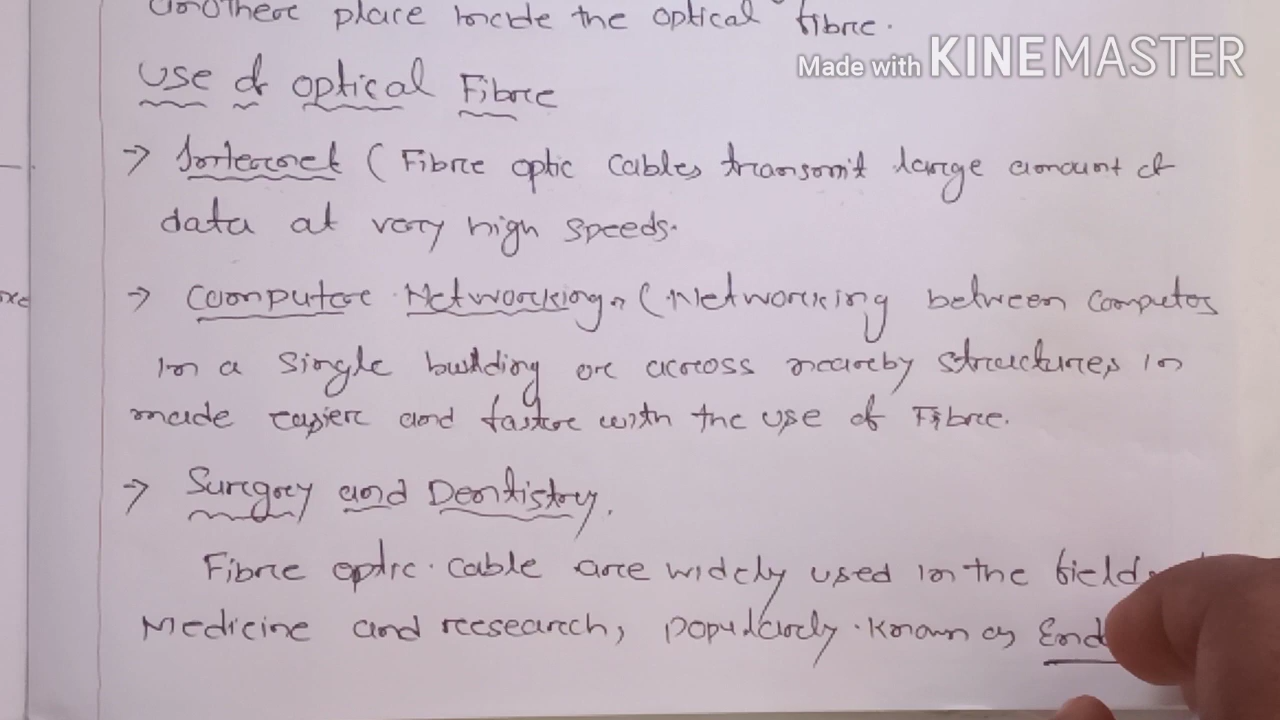 another place inside the optical fibre.
Made with KINEMASTER
Use of optical Fibre
→ Internet ( Fibre optic cables transmit large amount of
data at very high speeds.
→ Computer Networking, (Networking between computers
in a single building or across nearby structures, is
made easier and faster with the use of Fibre.
→ Surgery and Dentistry.
Fibre optic cable are widely used in the field
Medicine and research, popularly known as End